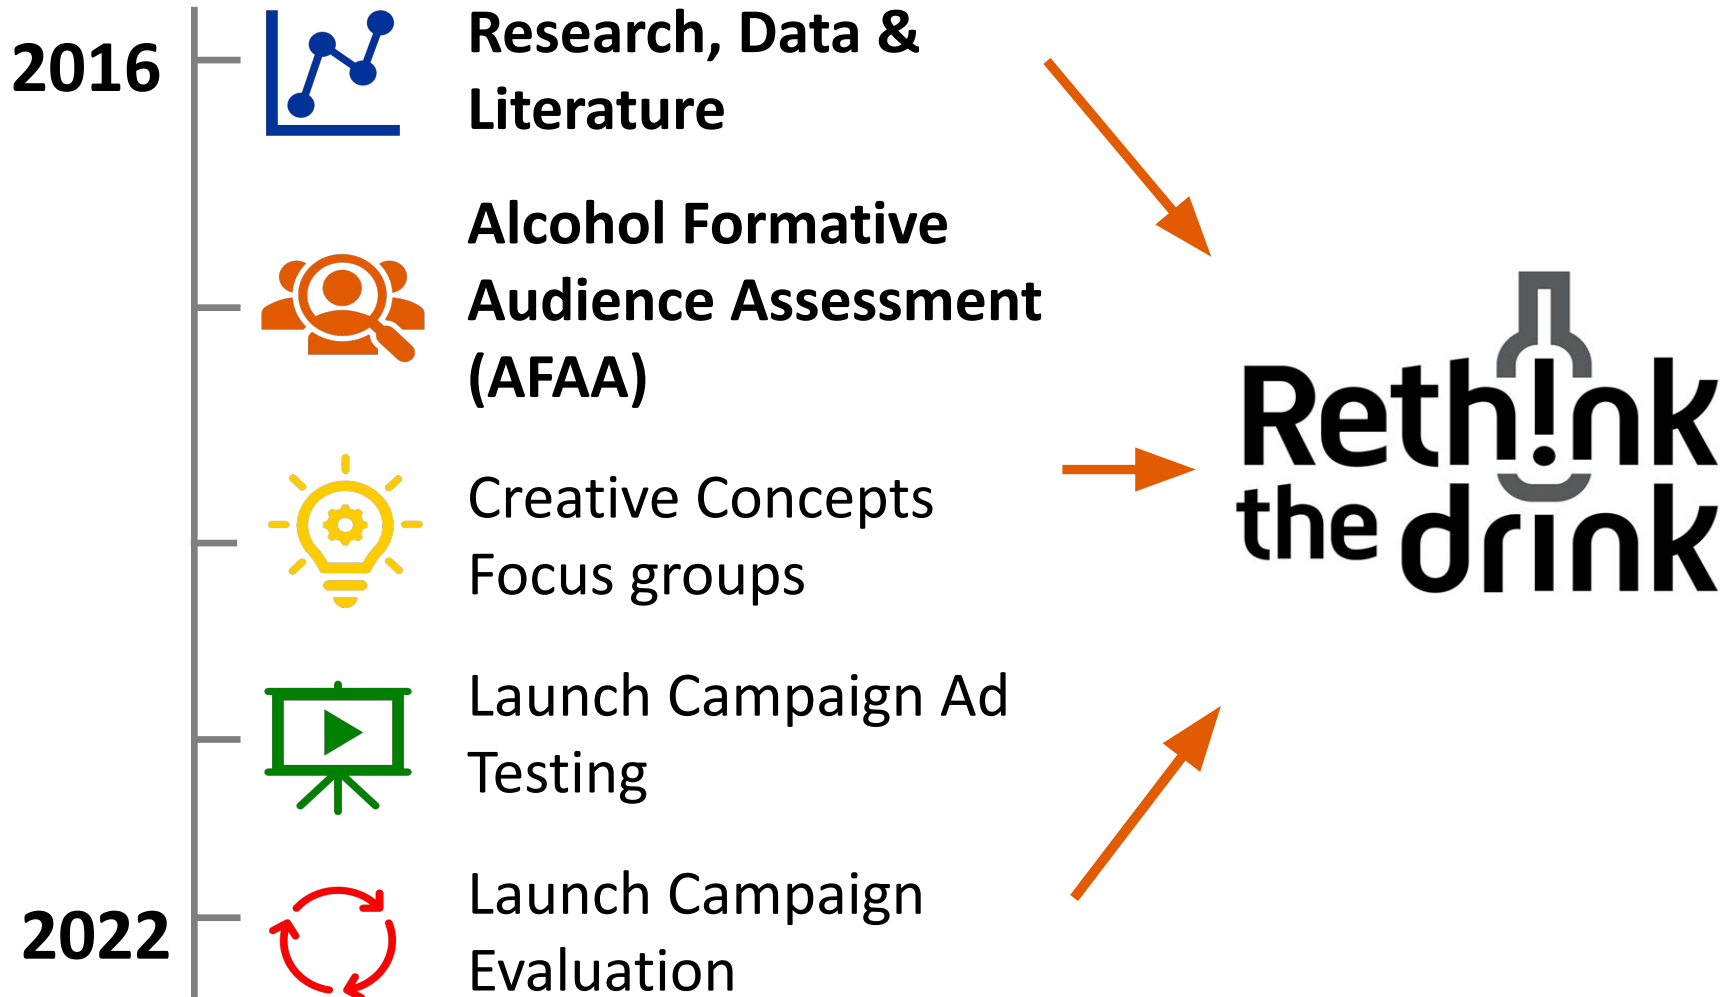 2016
Research, Data &
Literature
Alcohol Formative
Audience Assessment
(AFAA)
Creative Concepts
Focus groups
Launch Campaign Ad
Testing
2022
Launch Campaign
Evaluation
Reth!nk
the drink